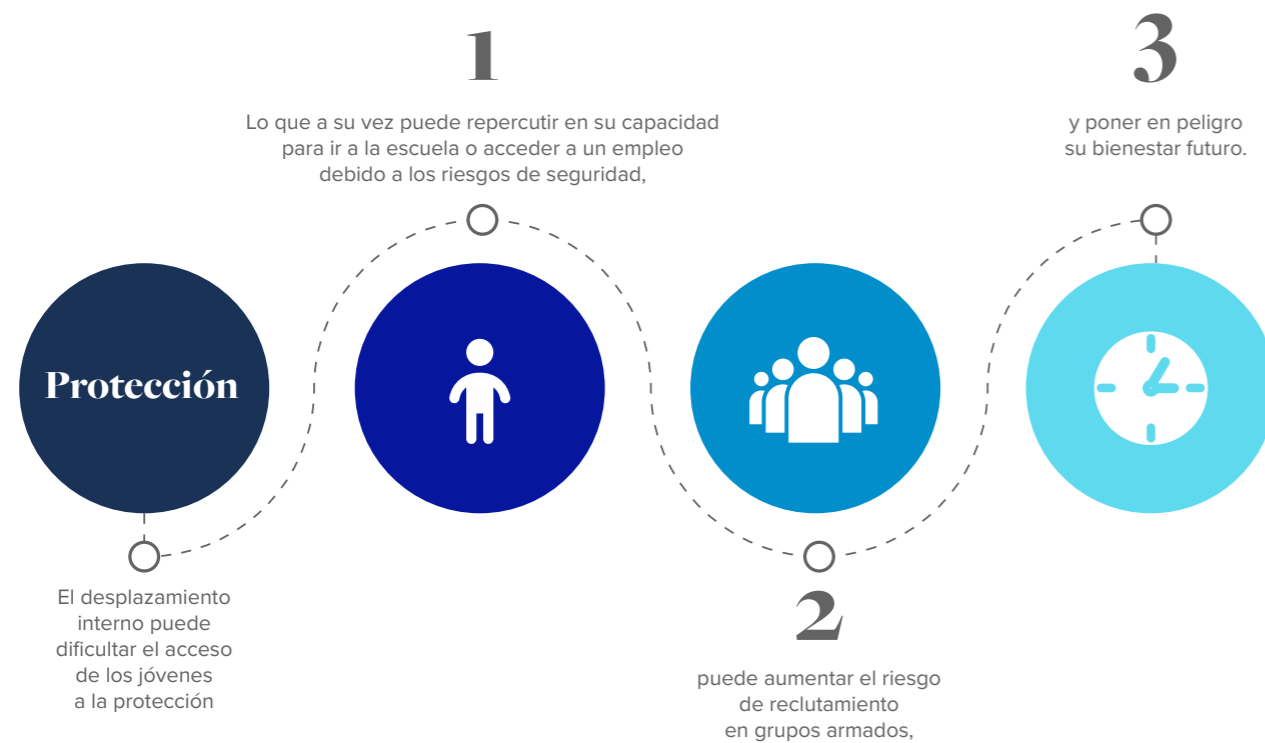 Protección
El desplazamiento
interno puede
dificultar el acceso
de los jóvenes
a la protección
1
Lo que a su vez puede repercutir en su capacidad
para ir a la escuela o acceder a un empleo
debido a los riesgos de seguridad,
2
puede aumentar el riesgo
de reclutamiento
en grupos armados,
3
y poner en peligro
su bienestar futuro.